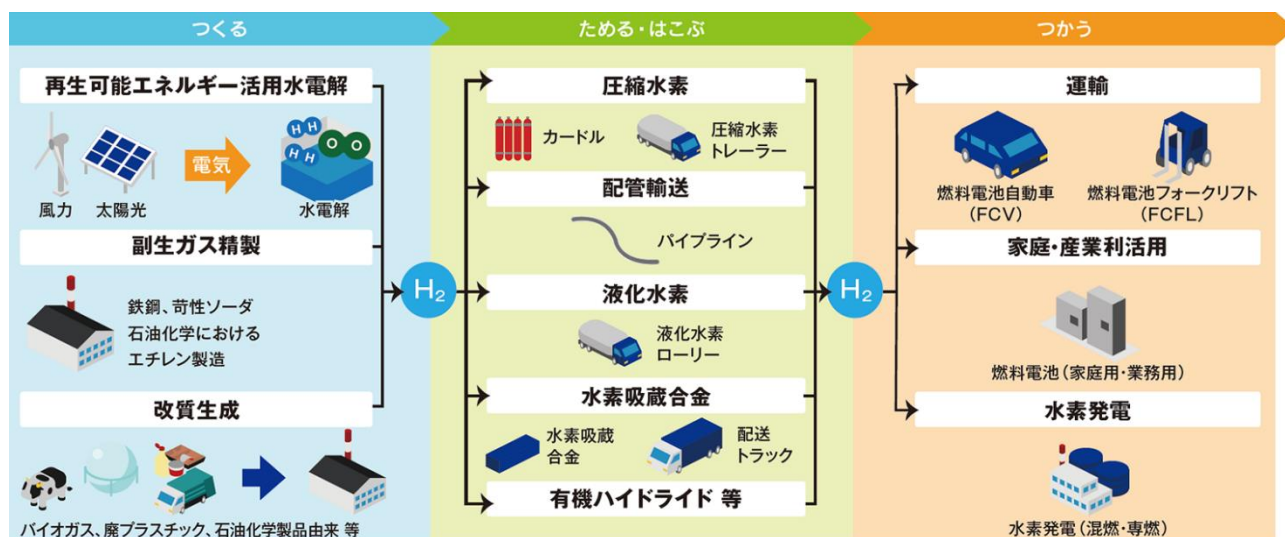 つくる
再生可能エネルギー活用水電解
風力
太陽光
電気
H
H
H
H
O
O
水電解
副生ガス精製
鉄鋼、苛性ソーダ
石油化学における
エチレン製造
改質生成
バイオガス、廃プラスチック、石油化学製品由来 等
H₂
ためる・はこぶ
圧縮水素
カードル
圧縮水素
トレーラー
配管輸送
パイプライン
液化水素
液化水素
ローリー
水素吸蔵合金
水素吸蔵
合金
配送
トラック
有機ハイドライド 等
H₂
つかう
運輸
燃料電池自動車
(FCV)
燃料電池フォークリフト
(FCFL)
家庭・産業利活用
燃料電池(家庭用・業務用)
水素発電
水素発電(混燃・専燃)